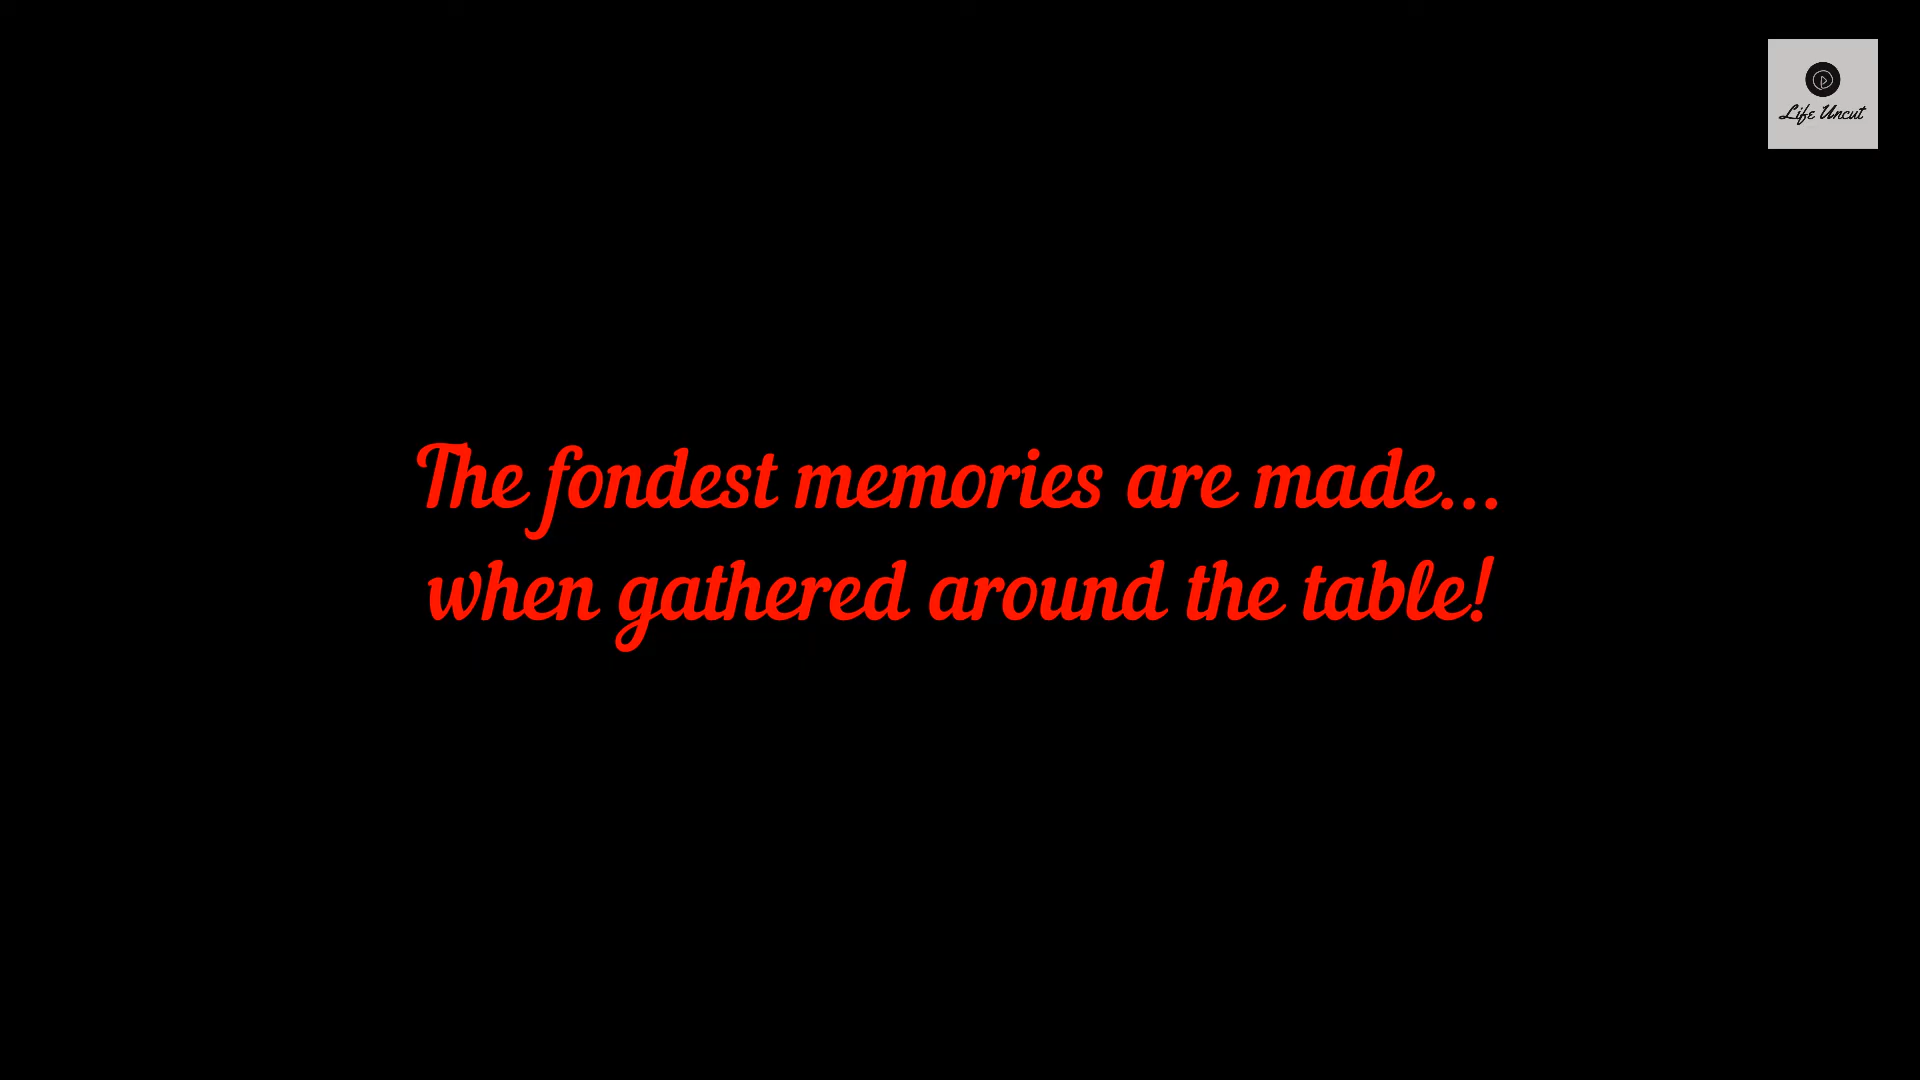 Life Uncut
The fondest memories are made...
when gathered around the table!